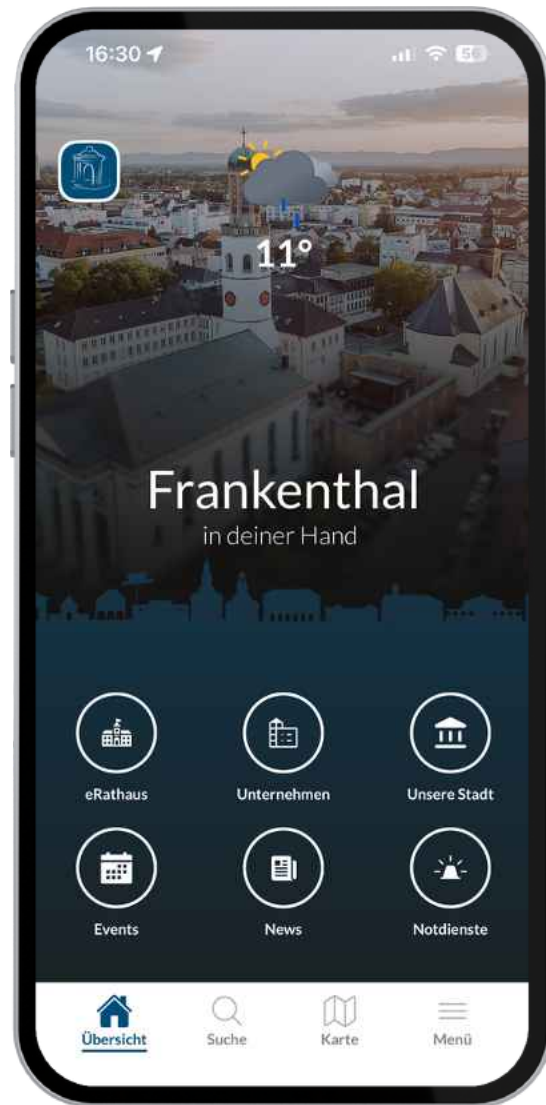 16:30
56
11°
Frankenthal
in deiner Hand
eRathaus
Unternehmen
Unsere Stadt
Events
News
Notdienste
Übersicht
Suche
Karte
Menü